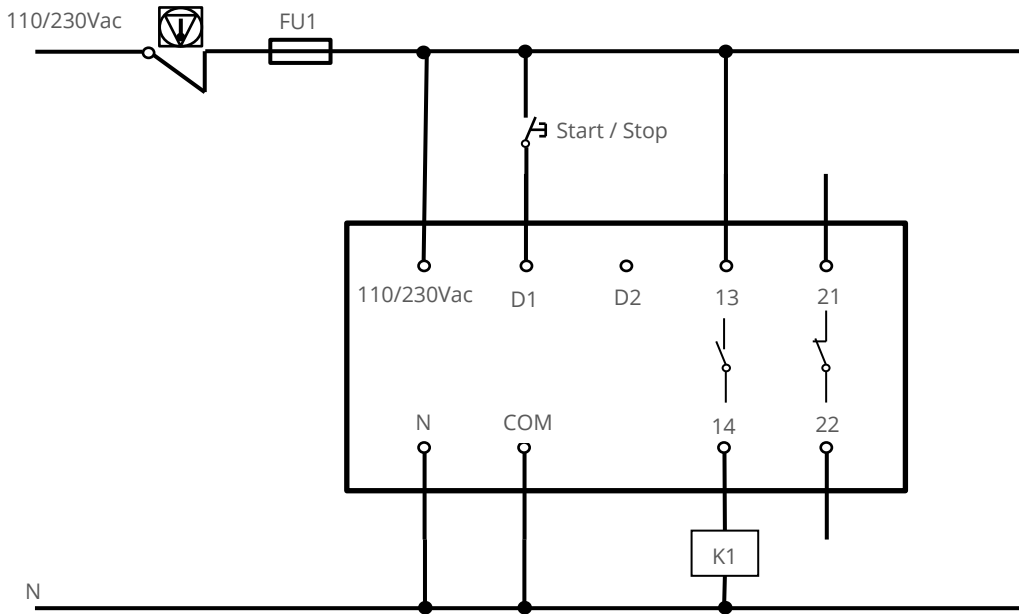 110/230Vac
FU1
Start / Stop
110/230Vac
D1
D2
13
21
N
COM
14
22
K1
N